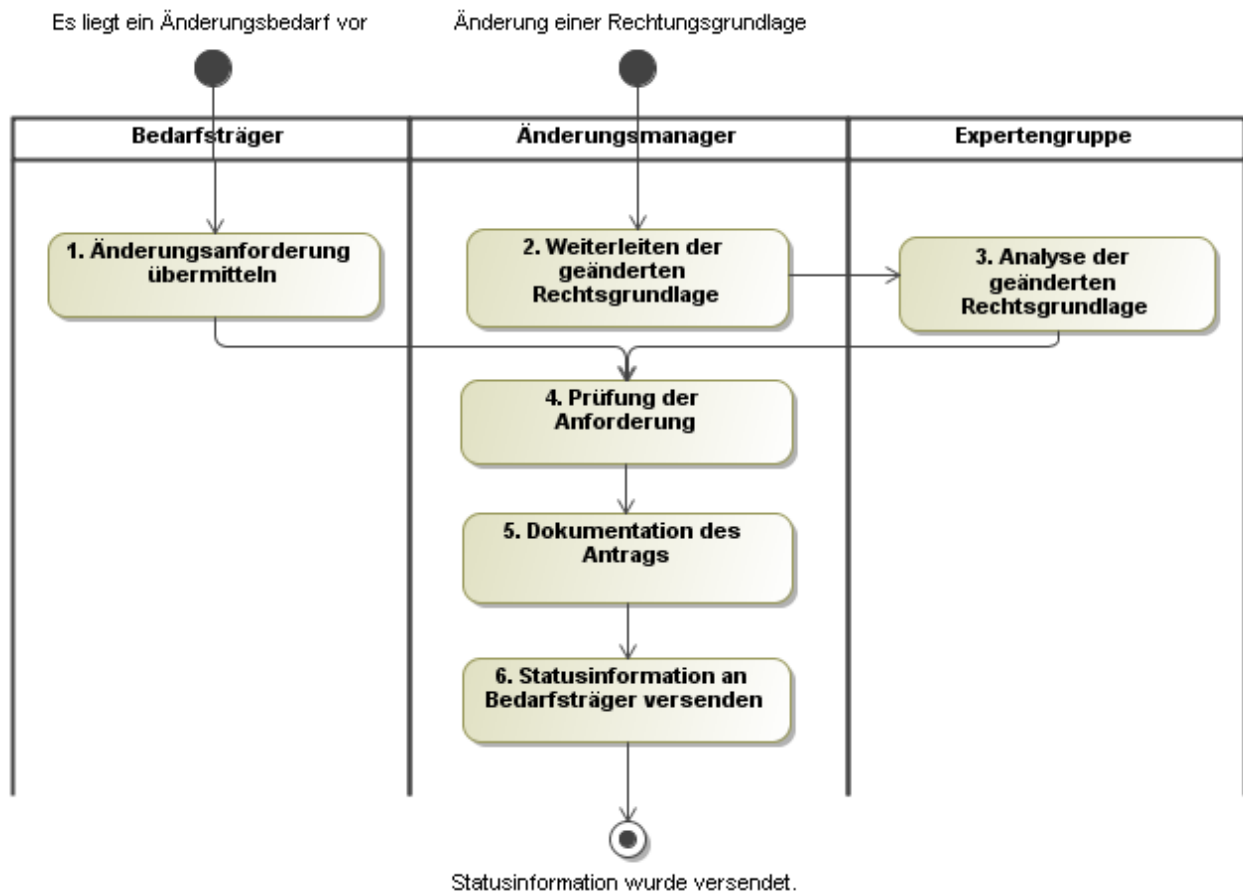 Es liegt ein Änderungsbedarf vor
Änderung einer Rechtungsgrundlage
Bedarfsträger
Änderungsmanager
Expertengruppe
1. Änderungsanforderung
übermitteln
2. Weiterleiten der
geänderten
Rechtsgrundlage
3. Analyse der
geänderten
Rechtsgrundlage
4. Prüfung der
Anforderung
5. Dokumentation des
Antrags
6. Statusinformation an
Bedarfsträger versenden
Statusinformation wurde versendet.